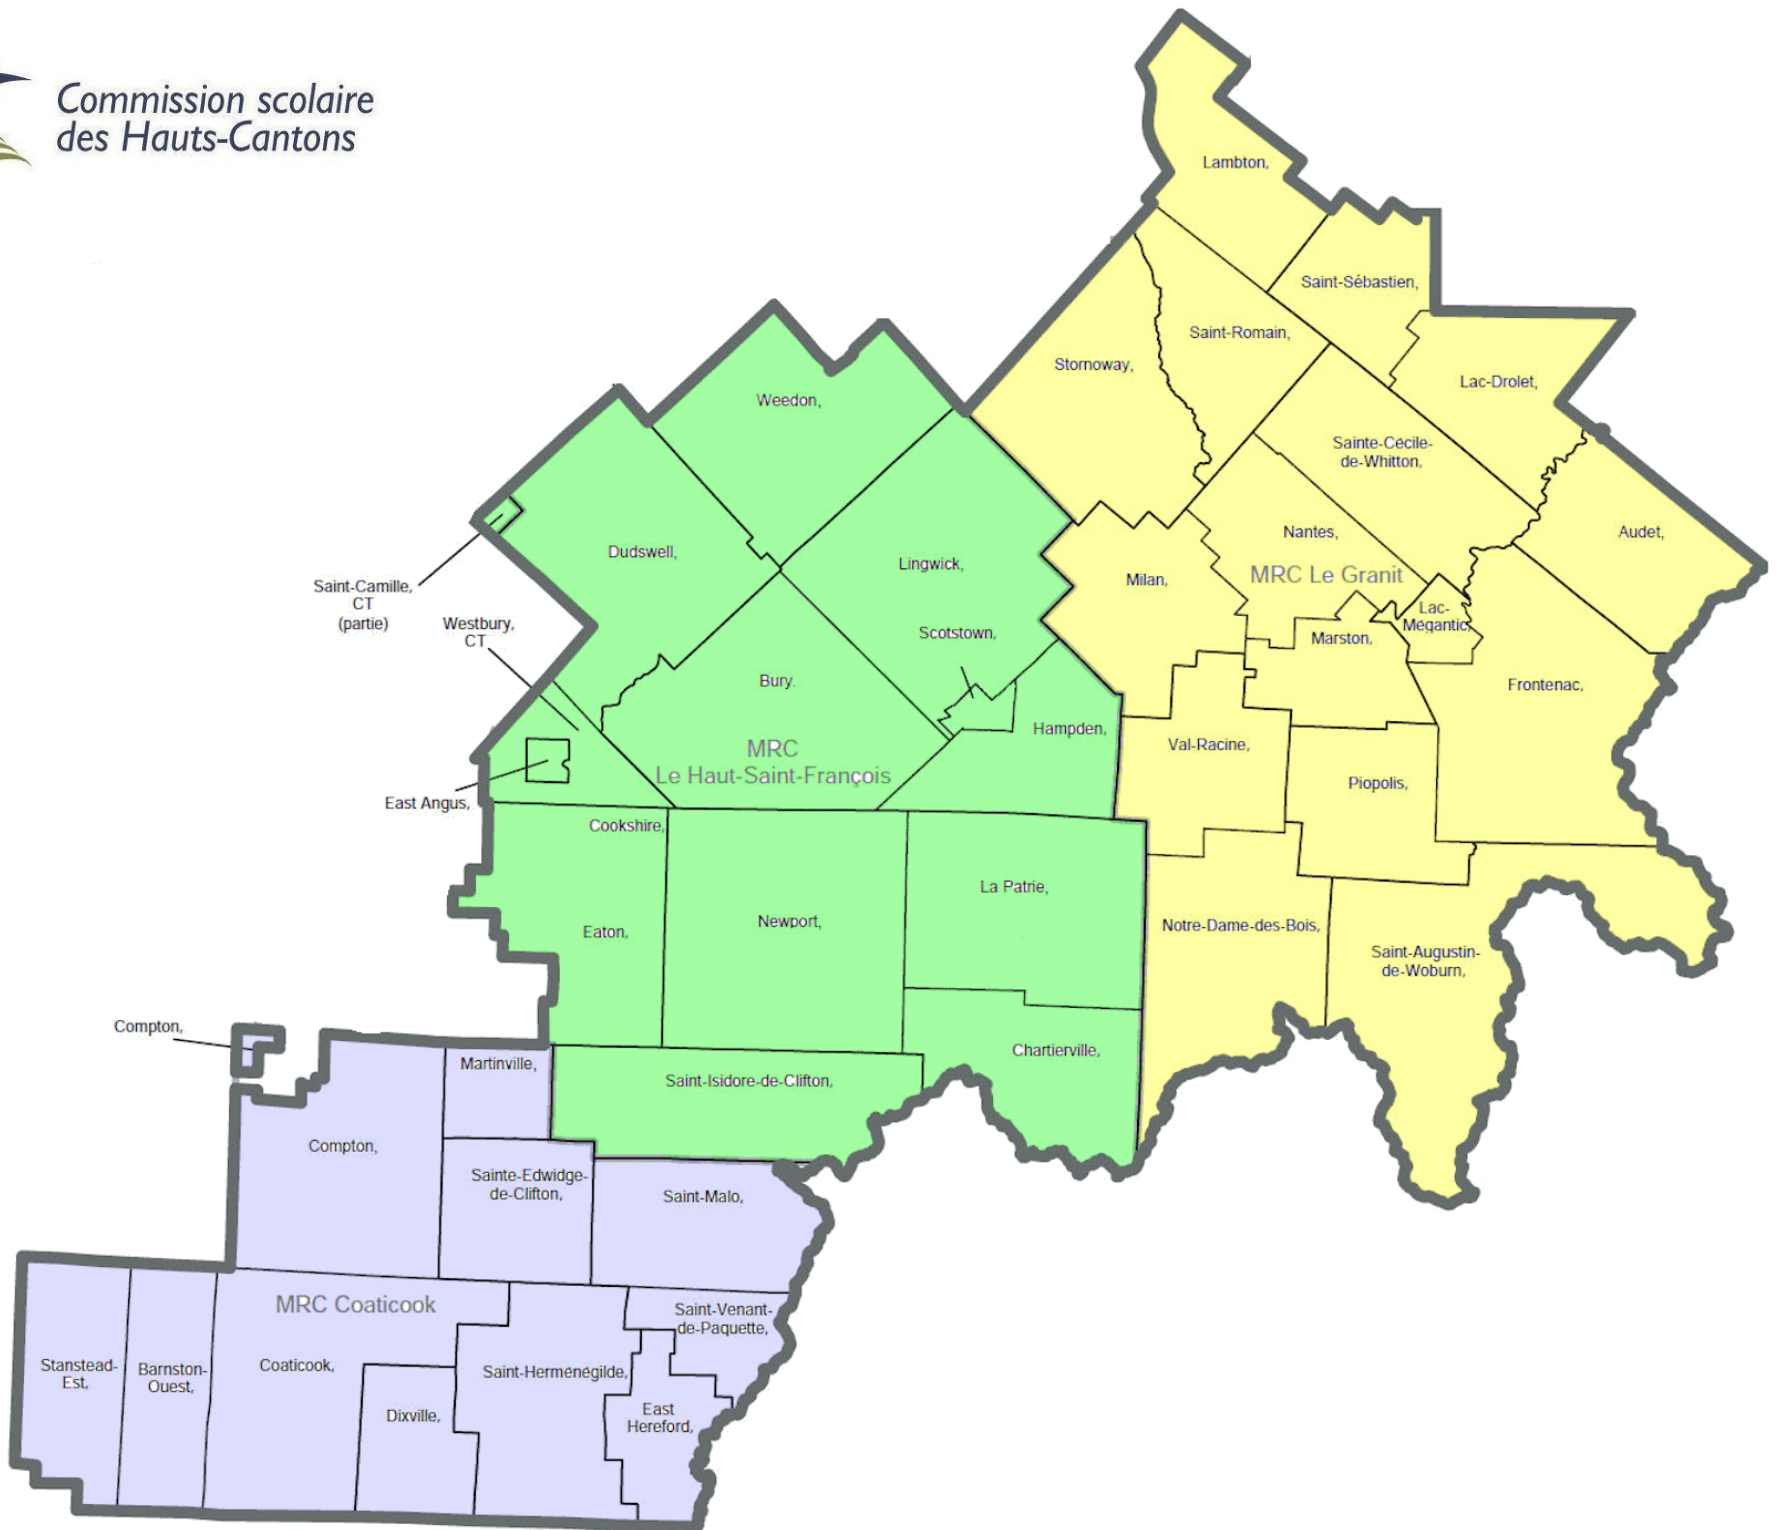 Commission scolaire
des Hauts-Cantons
Lambton,
Saint-Sébastien,
Saint-Romain,
Stornoway,
Lac-Drolet,
Weedon,
Sainte-Cécile-
de-Whitton,
Nantes,
Audet,
Dudswell,
Lingwick,
Milan,
MRC Le Granit
Saint-Camille,
CT
(partie)
Westbury,
CT
Scotstown,
Lac-
Mégantic,
Marston,
Bury.
Frontenac,
Hampden,
Val-Racine,
MRC
Le Haut-Saint-François
Piopolis,
East Angus,
Cookshire,
La Patrie,
Newport,
Eaton,
Notre-Dame-des-Bois,
Saint-Augustin-
de-Woburn,
Compton,
Martinville,
Chartierville,
Saint-Isidore-de-Clifton,
Compton,
Sainte-Edwidge-
de-Clifton,
Saint-Malo,
MRC Coaticook
Saint-Venant-
de-Paquette,
Stanstead-
Est,
Barnston-
Ouest,
Coaticook,
Saint-Herménégilde,
Dixville,
East
Hereford,